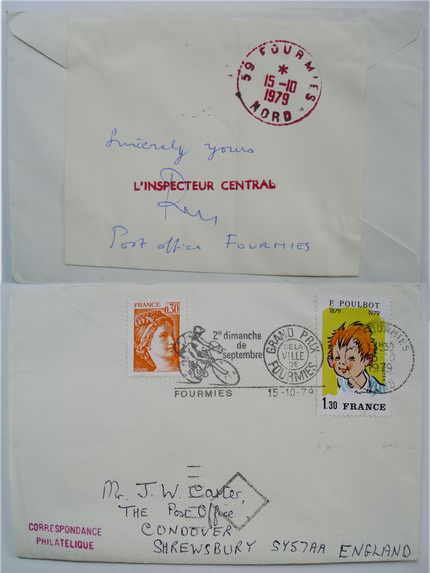 59 FOURMIES
*
15-10
1979
NORD
Sincerely yours
L'INSPECTEUR CENTRAL
Post office FOURMIES
FRANCE
0,30
2e dimanche
de
septembre
FOURMIES
GRAND PRIX
DE LA
VILLE
DE
FOURMIES
15-10-79
F. POULBOT
1879 1979
1.30 FRANCE
FOURMIES
1979
Mr. J. W. Carter,
THE Post Office
CONDOVER
SHREWSBURY SY57AA ENGLAND
CORRESPONDANCE
PHILATELIQUE